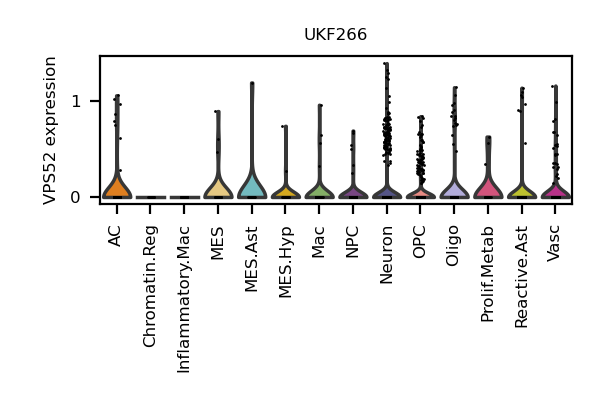 UKF266
VPS52 expression
1
0
AC
Chromatin.Reg
Inflammatory.Mac
MES
MES.Ast
MES.Hyp
Mac
NPC
Neuron
OPC
Oligo
Prolif.Metab
Reactive.Ast
Vasc